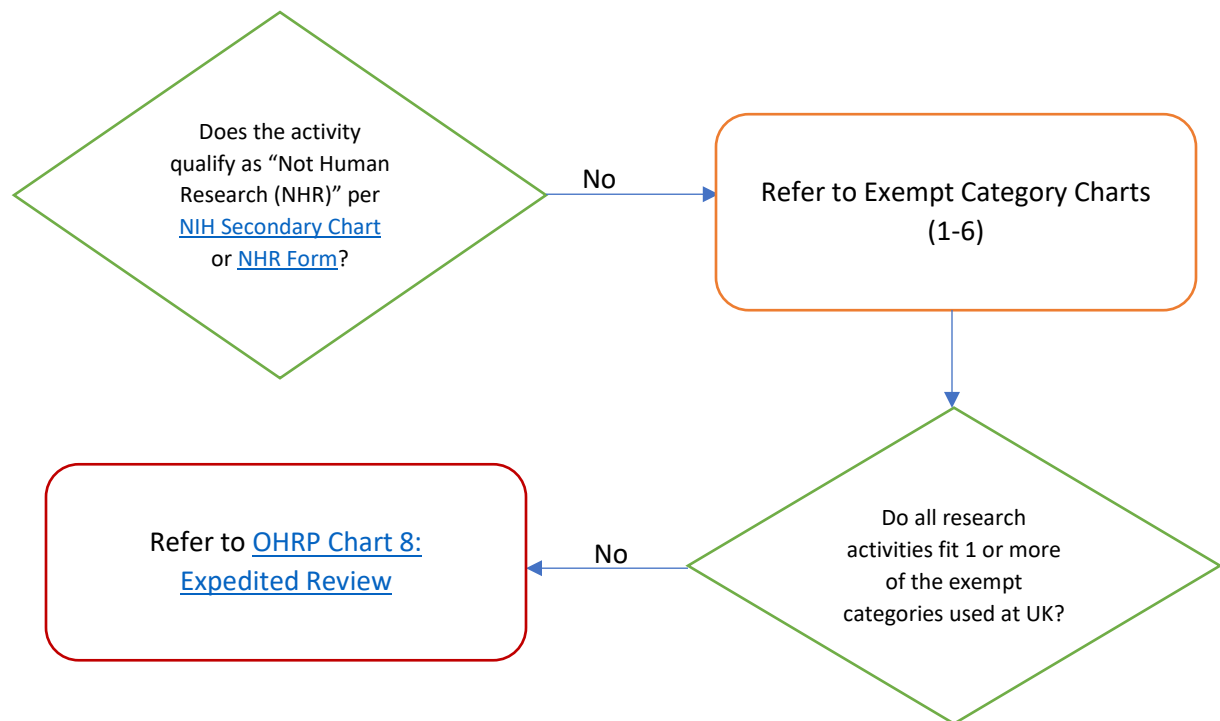 Does the activity
qualify as “Not Human
Research (NHR)” per
NIH Secondary Chart
or NHR Form?
No
Refer to Exempt Category Charts
(1-6)
Do all research
activities fit 1 or more
of the exempt
categories used at UK?
No
Refer to OHRP Chart 8:
Expedited Review